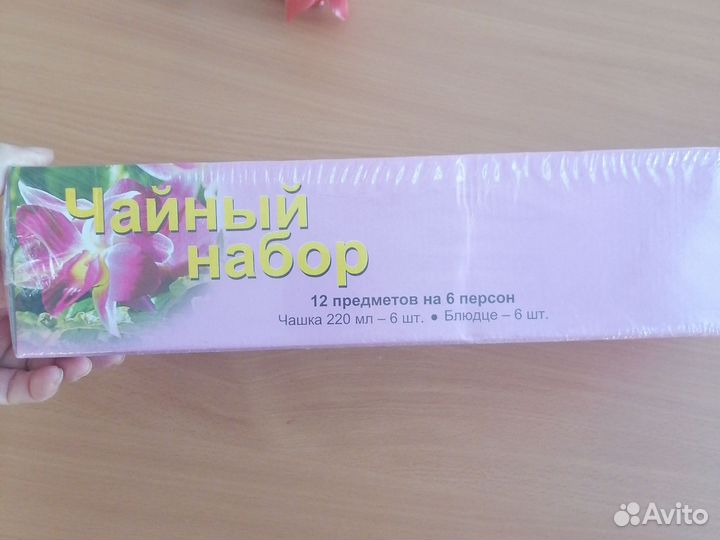 Чайный
набор
12 предметов на 6 персон
Чашка 220 мл – 6 шт. ● Блюдце – 6 шт.
Avito